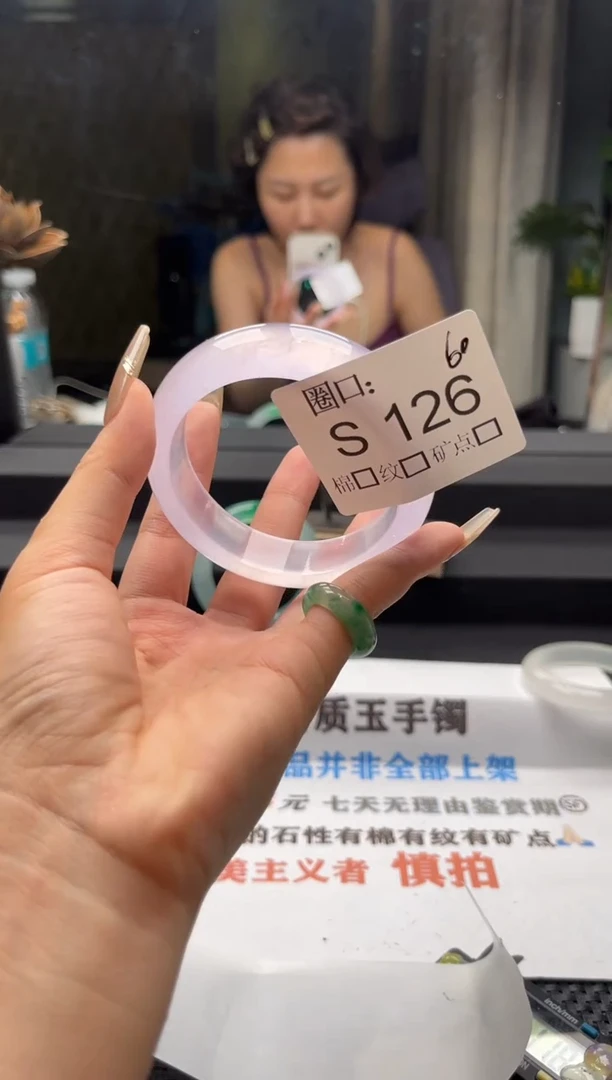 60
圈口：
S 126
棉□纹□矿点□
质玉手镯
品并非全部上架
元 七天无理由鉴赏期
的石性有棉有纹有矿点🙏
美主义者 慎拍
inch/mm